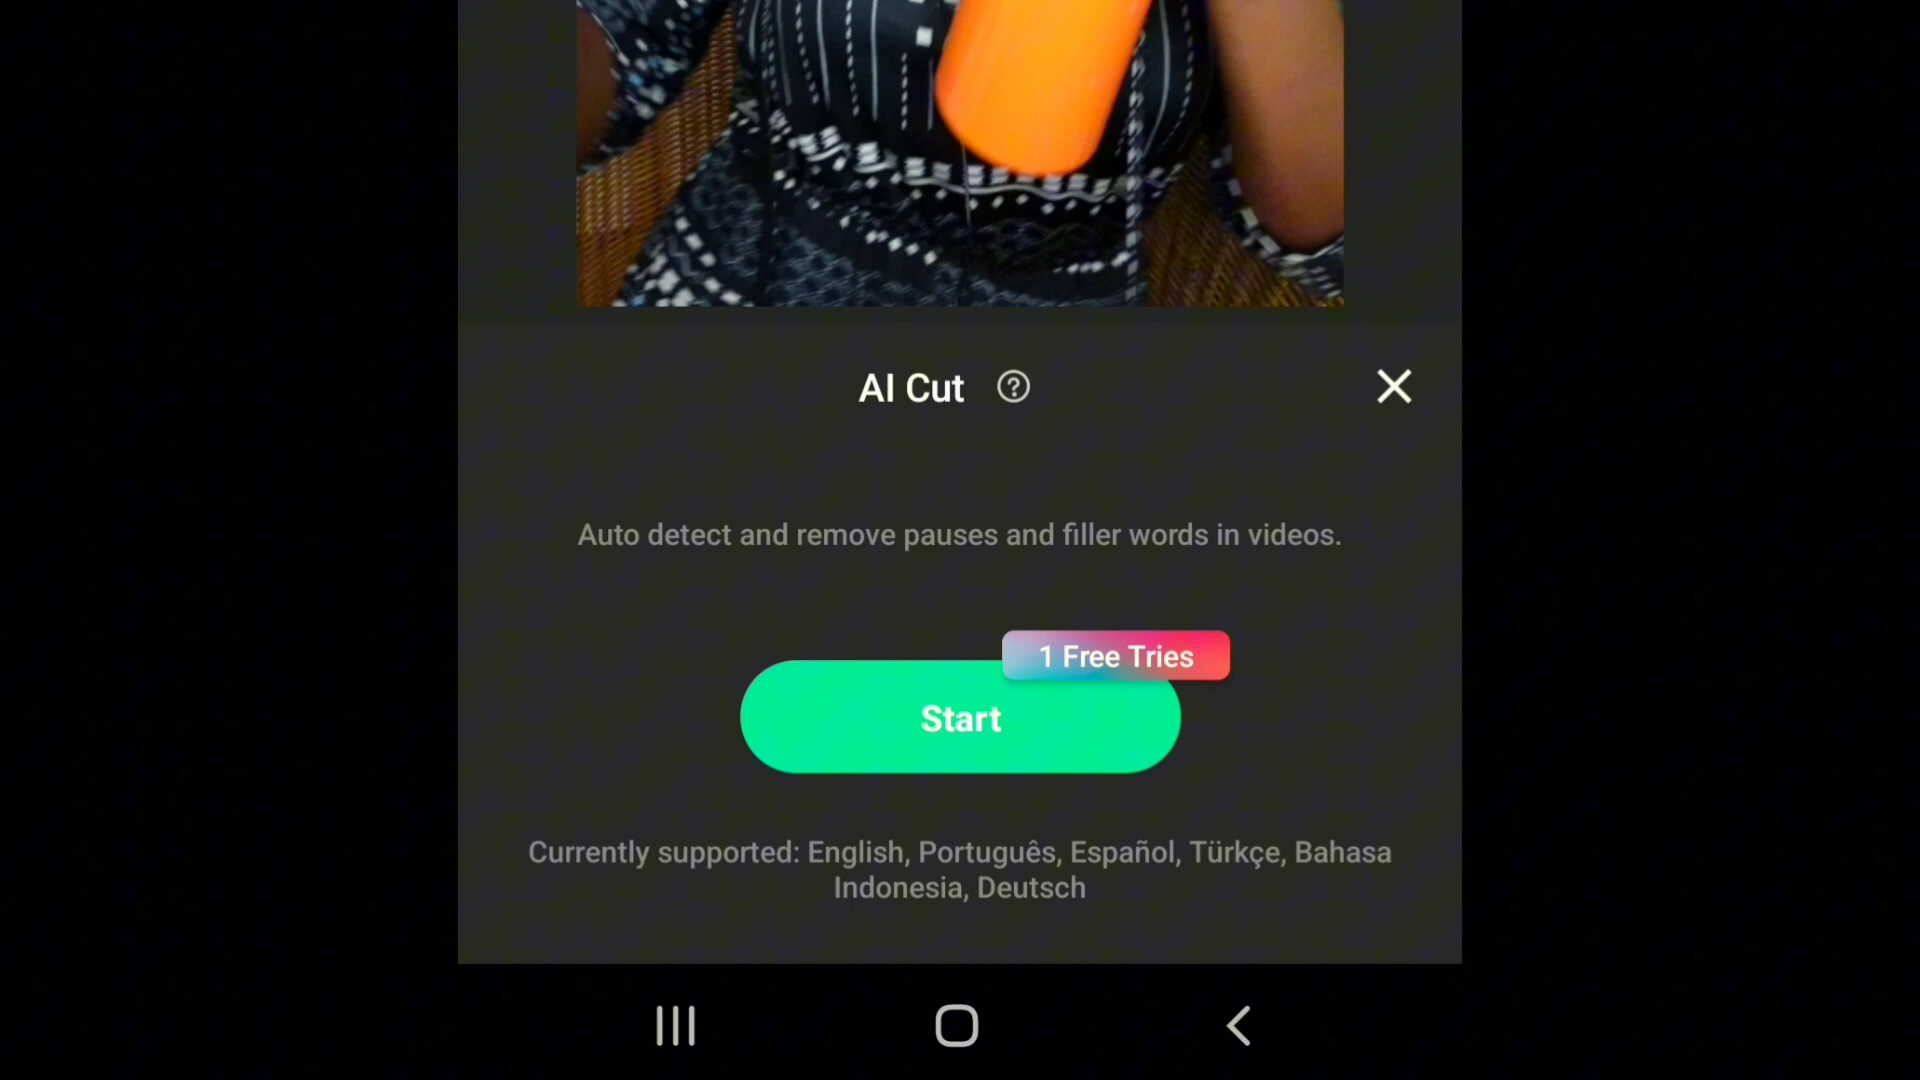 AI Cut
Auto detect and remove pauses and filler words in videos.
1 Free Tries
Start
Currently supported: English, Português, Español, Türkçe, Bahasa
Indonesia, Deutsch